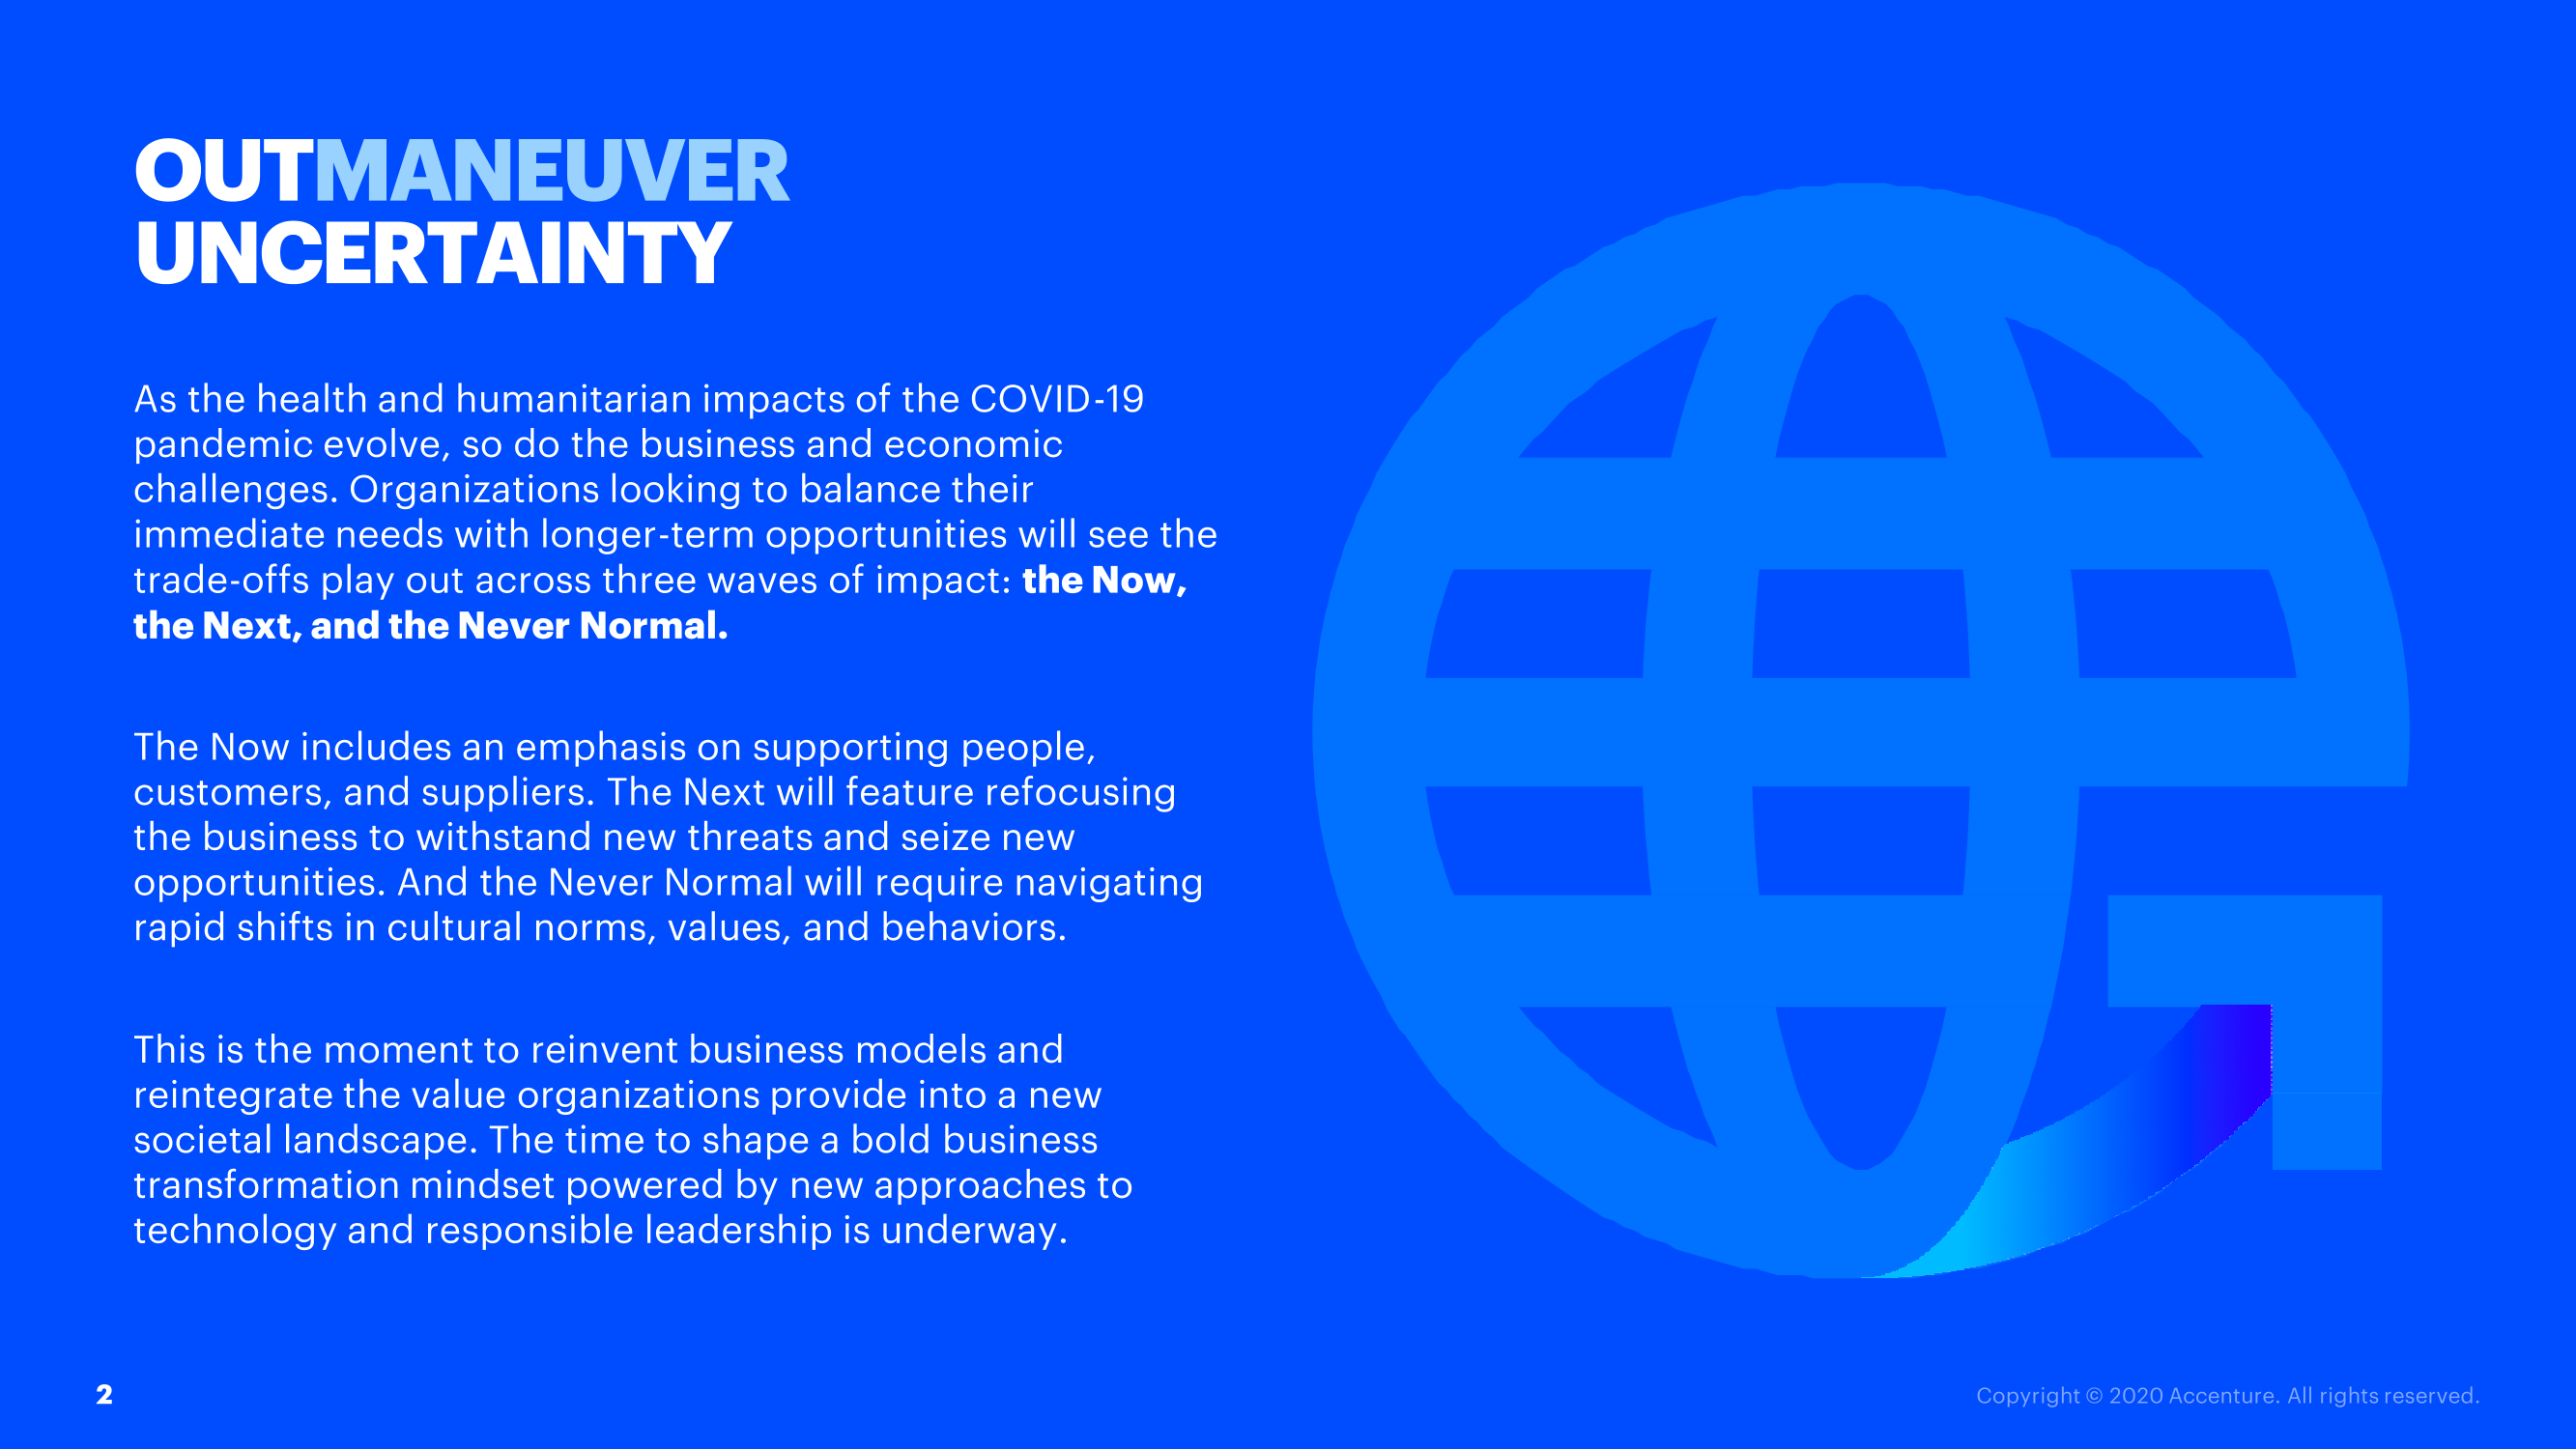 OUTMANEUVER
UNCERTAINTY
As the health and humanitarian impacts of the COVID-19
pandemic evolve, so do the business and economic
challenges. Organizations looking to balance their
immediate needs with longer-term opportunities will see the
trade-offs play out across three waves of impact: the Now,
the Next, and the Never Normal.
The Now includes an emphasis on supporting people,
customers, and suppliers. The Next will feature refocusing
the business to withstand new threats and seize new
opportunities. And the Never Normal will require navigating
rapid shifts in cultural norms, values, and behaviors.
This is the moment to reinvent business models and
reintegrate the value organizations provide into a new
societal landscape. The time to shape a bold business
transformation mindset powered by new approaches to
technology and responsible leadership is underway.
2
Copyright © 2020 Accenture. All rights reserved.